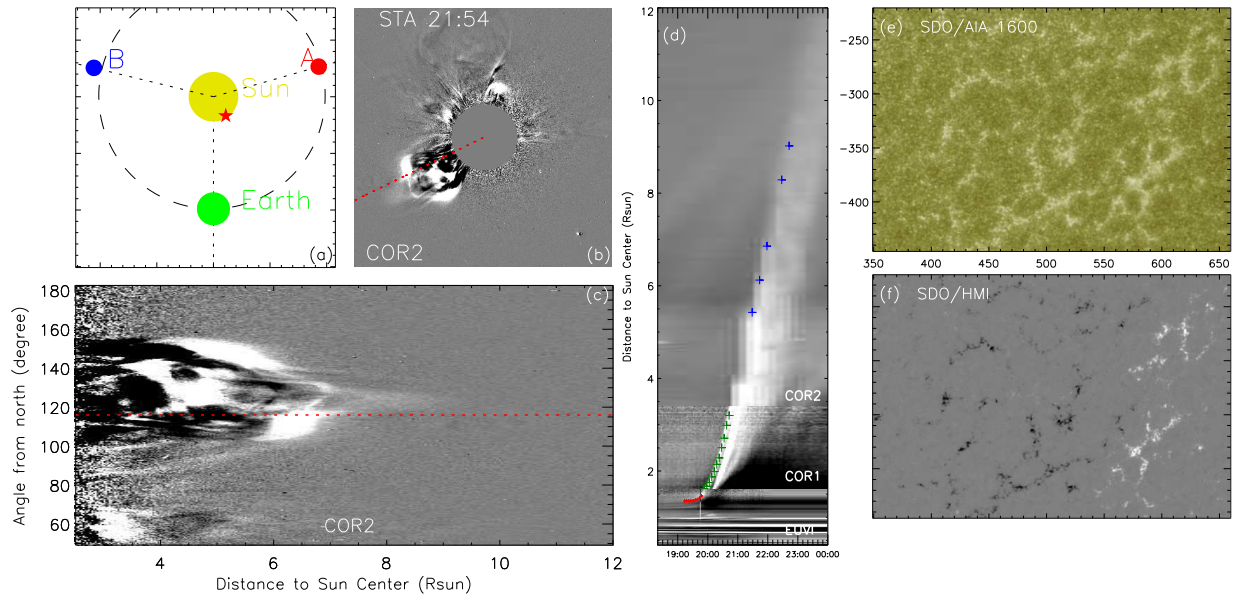 B
A
Sun
Earth
(a)
STA 21:54
COR2
(b)
(c)
180
160
140
120
100
80
60
Angle from north (degree)
COR2
4
6
8
10
12
Distance to Sun Center (Rsun)
(d)
12
10
8
6
4
2
Distance to Sun Center (Rsun)
COR2
COR1
EUVI
19:00 20:00 21:00 22:00 23:00 00:00
(e) SDO/AIA 1600
-250
-300
-350
-400
350 400 450 500 550 600 650
(f) SDO/HMI